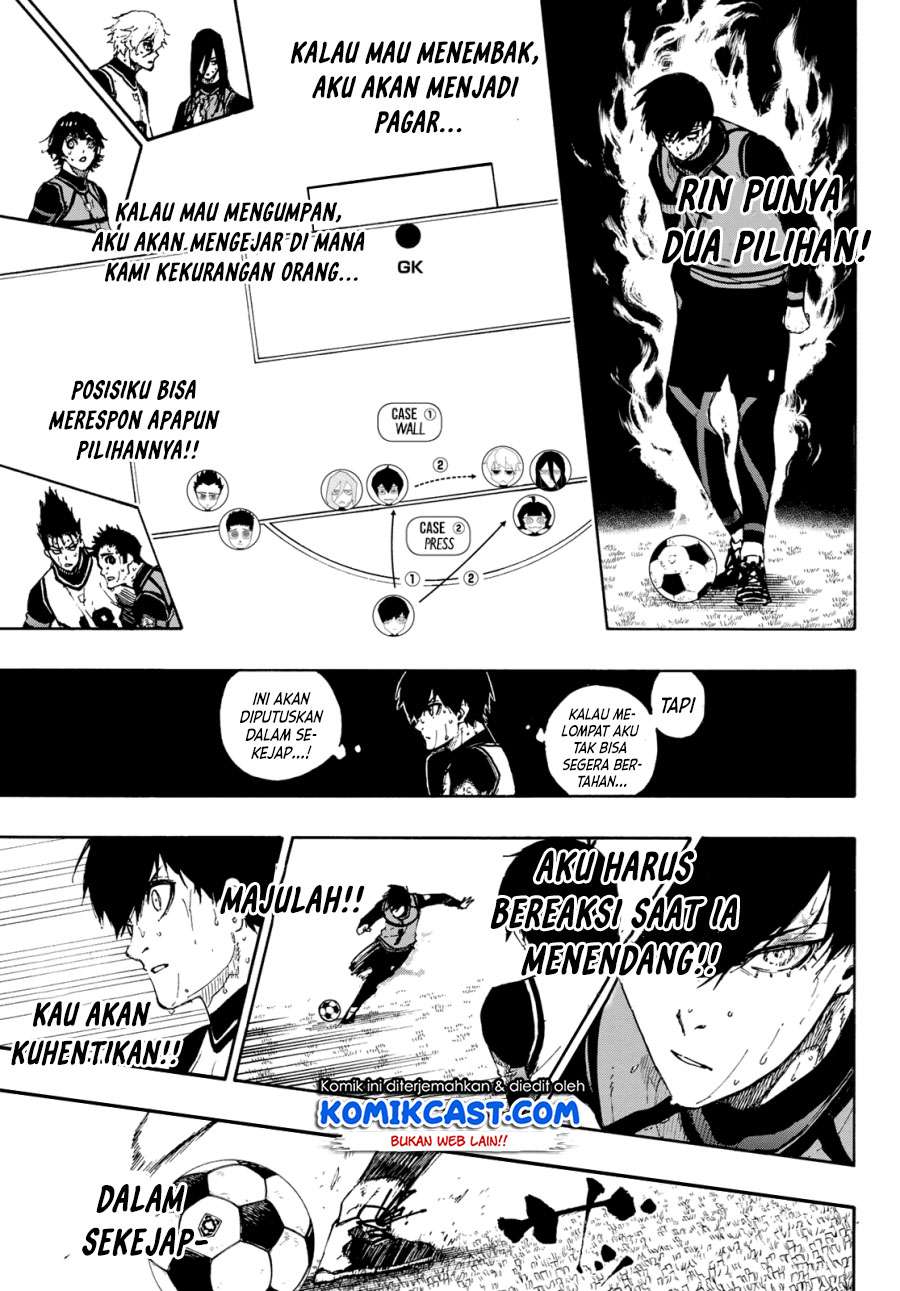 RIN PUNYA
DUA PILIHAN!
KALAU MAU MENEMBAK,
AKU AKAN MENJADI
PAGAR...
KALAU MAU MENGUMPAN,
AKU AKAN MENGEJAR DI MANA
KAMI KEKURANGAN ORANG...
GK
POSISIKU BISA
MERESPON APAPUN
PILIHANNYA!!
CASE ①
WALL
②
CASE ②
PRESS
① ②
TAPI
KALAU ME-
LOMPAT AKU
TAK BISA
SEGERA BER-
TAHAN...
INI AKAN
DIPUTUSKAN
DALAM SE-
KEJAP...!
AKU HARUS
BEREAKSI SAAT IA
MENENDANG!!
MAJULAH!!
KAU AKAN
KUHENTIKAN!!
Komik ini diterjemahkan & diedit oleh
KOMIKCAST.COM
BUKAN WEB LAIN!!
DALAM
SEKEJAP-